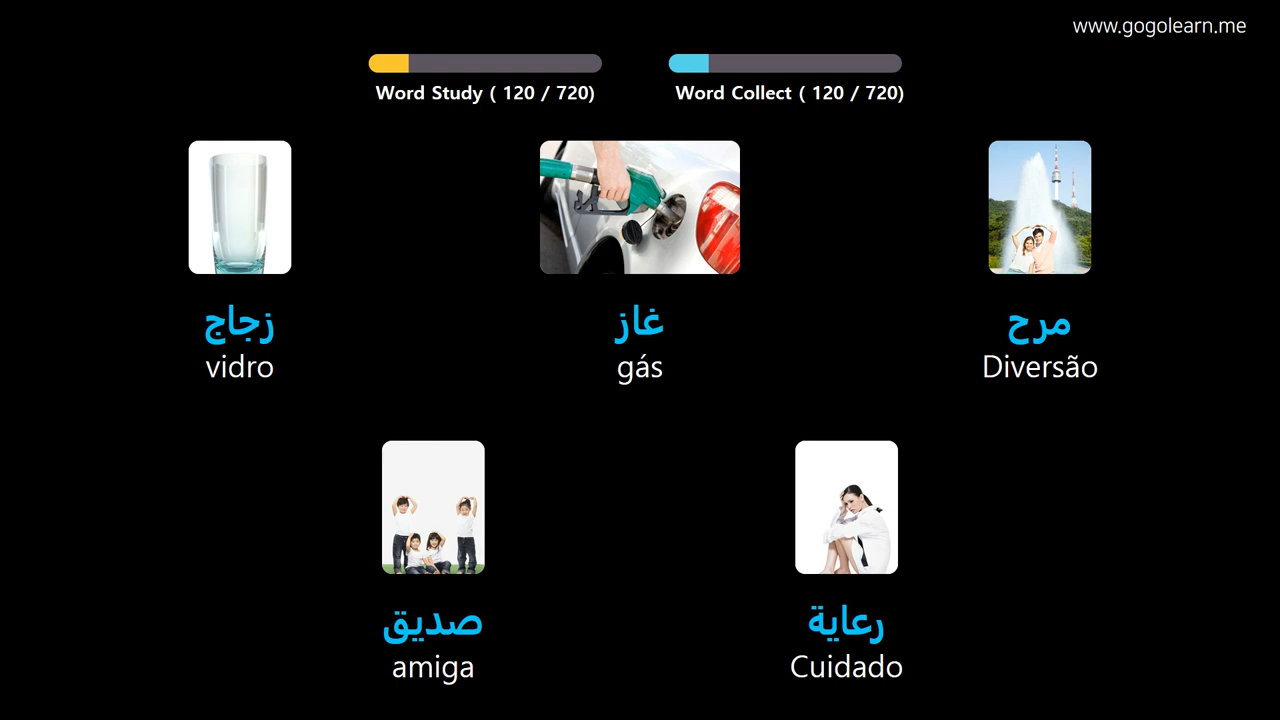 www.gogolearn.me
Word Study ( 120 / 720)
Word Collect ( 120 / 720)
زجاج
vidro
غاز
gás
مرح
Diversão
صديق
amiga
رعاية
Cuidado